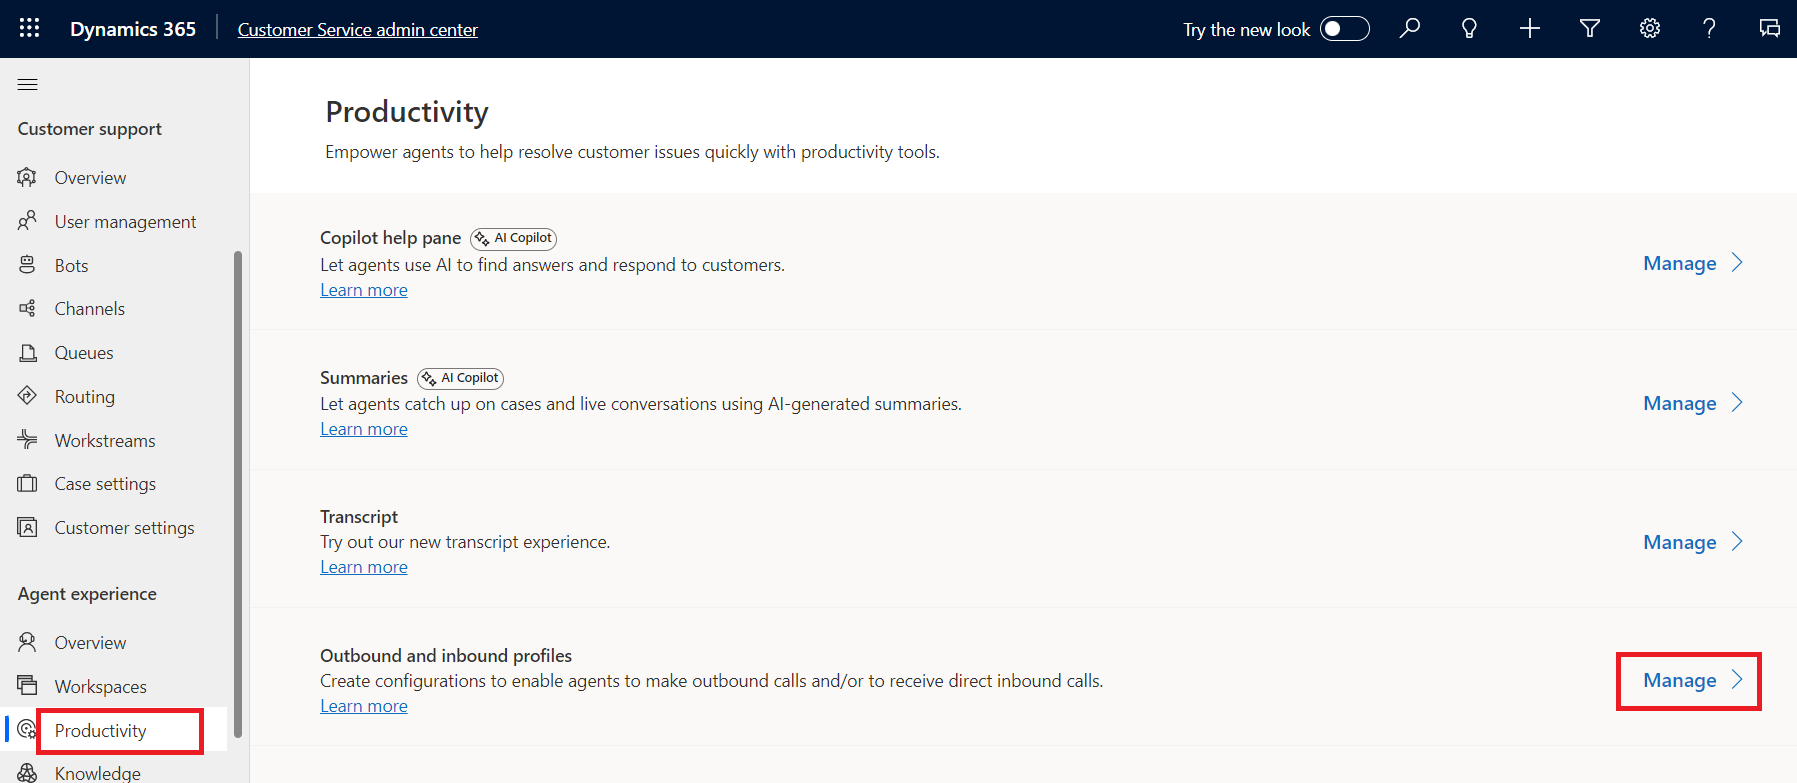 Dynamics 365
Customer Service admin center
Try the new look
Customer support
Overview
User management
Bots
Channels
Queues
Routing
Workstreams
Case settings
Customer settings
Agent experience
Overview
Workspaces
Productivity
Knowledge
Productivity
Empower agents to help resolve customer issues quickly with productivity tools.
Copilot help pane AI Copilot
Let agents use AI to find answers and respond to customers.
Learn more
Manage
Summaries AI Copilot
Let agents catch up on cases and live conversations using AI-generated summaries.
Learn more
Manage
Transcript
Try out our new transcript experience.
Learn more
Manage
Outbound and inbound profiles
Create configurations to enable agents to make outbound calls and/or to receive direct inbound calls.
Learn more
Manage